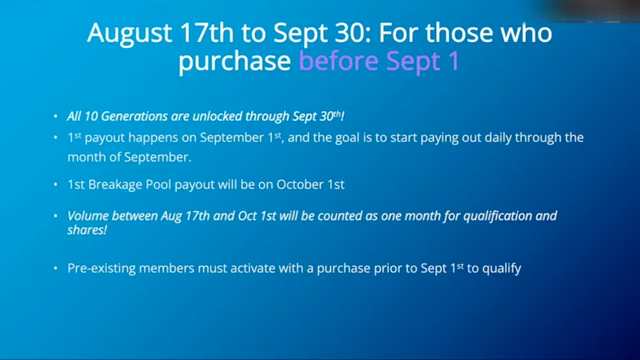 August 17th to Sept 30: For those who
purchase before Sept 1
• All 10 Generations are unlocked through Sept 30th!
• 1st payout happens on September 1st, and the goal is to start paying out daily through the
month of September.
• 1st Breakage Pool payout will be on October 1st
• Volume between Aug 17th and Oct 1st will be counted as one month for qualification and
shares!
• Pre-existing members must activate with a purchase prior to Sept 1st to qualify